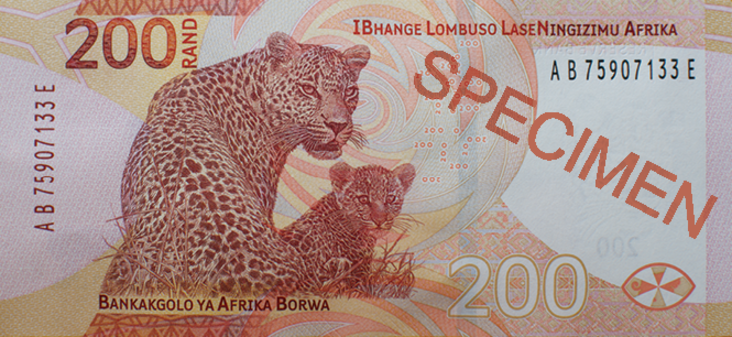 200 RAND
IBHANGE LOMBUSO LASENINGIZIMU AFRIKA
SPECIMEN
A B 75907133 E
A B 75907133 E
200
200
BANKAKGOLO YA AFRIKA BORWA